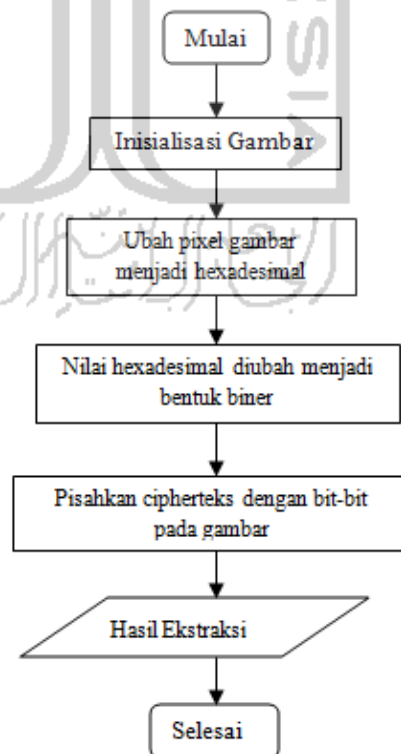 Mulai
Inisialisasi Gambar
Ubah pixel gambar
menjadi hexadesimal
Nilai hexadesimal diubah menjadi
bentuk biner
Pisahkan cipherteks dengan bit-bit
pada gambar
Hasil Ekstraksi
Selesai